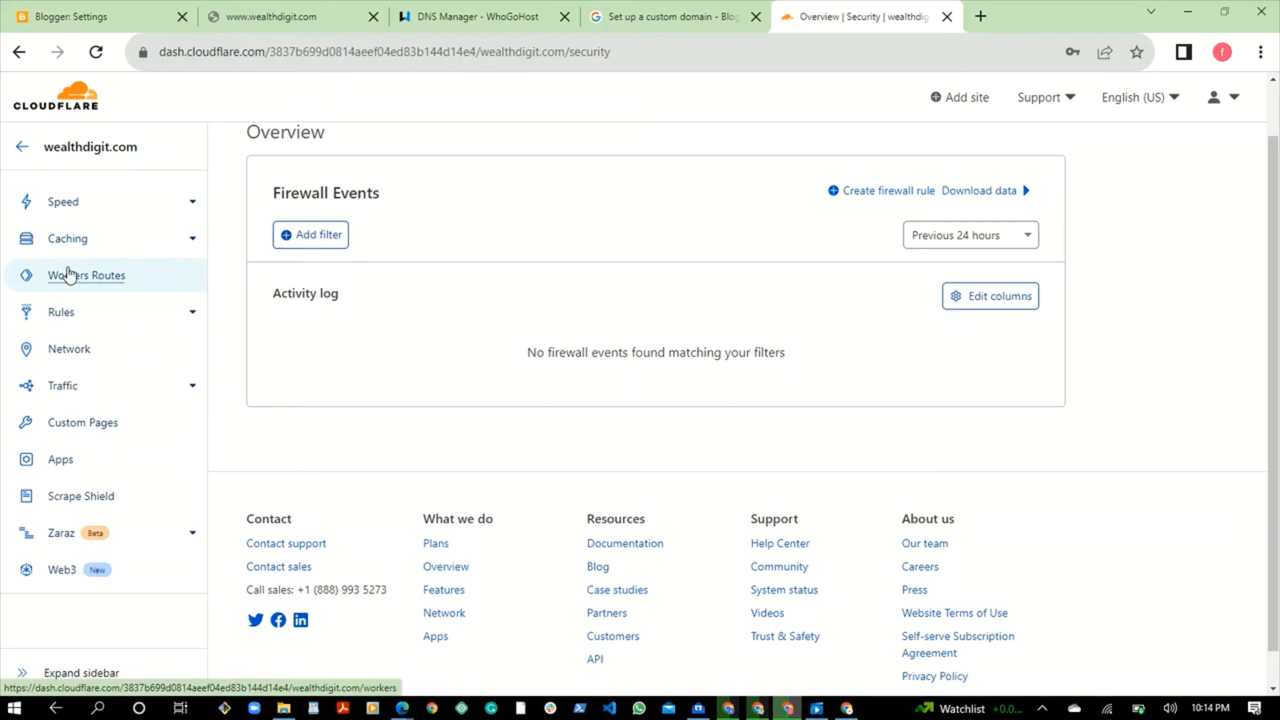 Blogger: Settings
www.wealthdigit.com
DNS Manager - WhoGoHost
Set up a custom domain - Blog
Overview | Security | wealthdig
dash.cloudflare.com/3837b699d0814aeef04ed83b144d14e4/wealthdigit.com/security
f
CLOUDFLARE
Add site
Support
English (US)
wealthdigit.com
Speed
Caching
Workers Routes
Rules
Network
Traffic
Custom Pages
Apps
Scrape Shield
Zaraz Beta
Web3 New
Expand sidebar
Overview
Firewall Events
Create firewall rule
Download data
Add filter
Previous 24 hours
Activity log
Edit columns
No firewall events found matching your filters
Contact
Contact support
Contact sales
Call sales: +1 (888) 993 5273
What we do
Plans
Overview
Features
Network
Apps
Resources
Documentation
Blog
Case studies
Partners
Customers
API
Support
Help Center
Community
System status
Videos
Trust & Safety
About us
Our team
Careers
Press
Website Terms of Use
Self-serve Subscription
Agreement
Privacy Policy
https://dash.cloudflare.com/3837b699d0814aeef04ed83b144d14e4/wealthdigit.com/workers
Watchlist +0.0...
10:14 PM